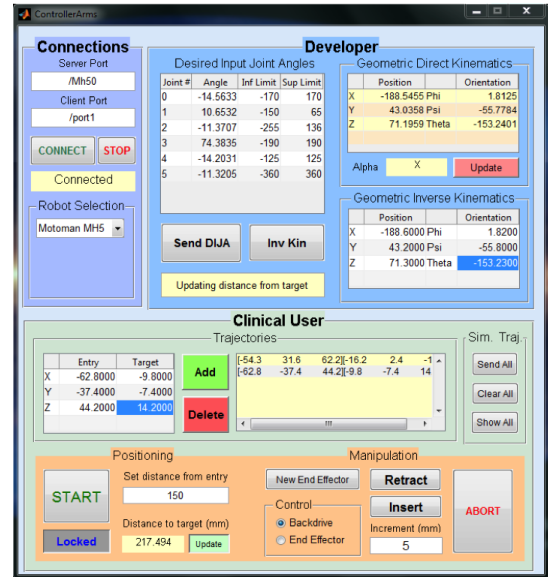 ControllerArms
Connections
Server Port
/Mh50
Client Port
/port1
CONNECT STOP
Connected
Robot Selection
Motoman MH5
Developer
Desired Input Joint Angles
Joint # Angle Inf Limit Sup Limit
0 -14.5633 -170 170
1 10.6532 -150 65
2 -11.3707 -255 136
3 74.3835 -190 190
4 -14.2031 -125 125
5 -11.3205 -360 360
Send DIJA Inv Kin
Updating distance from target
Geometric Direct Kinematics
Position Orientation
X -188.5455 Phi 1.8125
Y 43.0358 Psi -55.7784
Z 71.1959 Theta -153.2401
Alpha X Update
Geometric Inverse Kinematics
Position Orientation
X -188.6000 Phi 1.8200
Y 43.2000 Psi -55.8000
Z 71.3000 Theta -153.2300
Clinical User
Trajectories
Entry Target
X -62.8000 -9.8000
Y -37.4000 -7.4000
Z 44.2000 14.2000
Add
Delete
[-54.3 31.6 62.2][-16.2 2.4 -1
[-62.8 -37.4 44.2][-9.8 -7.4 14
Sim. Traj.
Send All
Clear All
Show All
Positioning
START
Locked
Set distance from entry
150
Distance to target (mm)
217.494 Update
Manipulation
New End Effector
Control
Backdrive
End Effector
Retract
Insert
Increment (mm)
5
ABORT